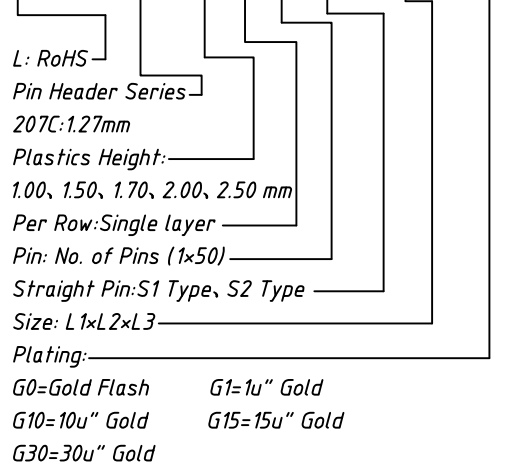 L: RoHS
Pin Header Series
207C:1.27mm
Plastics Height:
1.00、1.50、1.70、2.00、2.50 mm
Per Row:Single layer
Pin: No. of Pins (1×50)
Straight Pin:S1 Type、S2 Type
Size: L1×L2×L3
Plating:
G0=Gold Flash G1=1u" Gold
G10=10u" Gold G15=15u" Gold
G30=30u" Gold